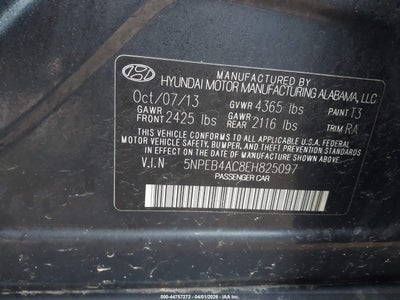 MANUFACTURED BY
HYUNDAI MOTOR MANUFACTURING ALABAMA, LLC
Oct/07/13 GVWR 4365 lbs PAINT T3
GAWR FRONT 2425 lbs GAWR REAR 2116 lbs TRIM RA
THIS VEHICLE CONFORMS TO ALL APPLICABLE U.S.A. FEDERAL
MOTOR VEHICLE SAFETY, BUMPER, AND THEFT PREVENTION
STANDARDS IN EFFECT ON THE DATE OF MANUFACTURE SHOWN ABOVE.
V.I.N 5NPEB4AC8EH825097
PASSENGER CAR
000-44757272 - 04/01/2026 - IAA Inc.